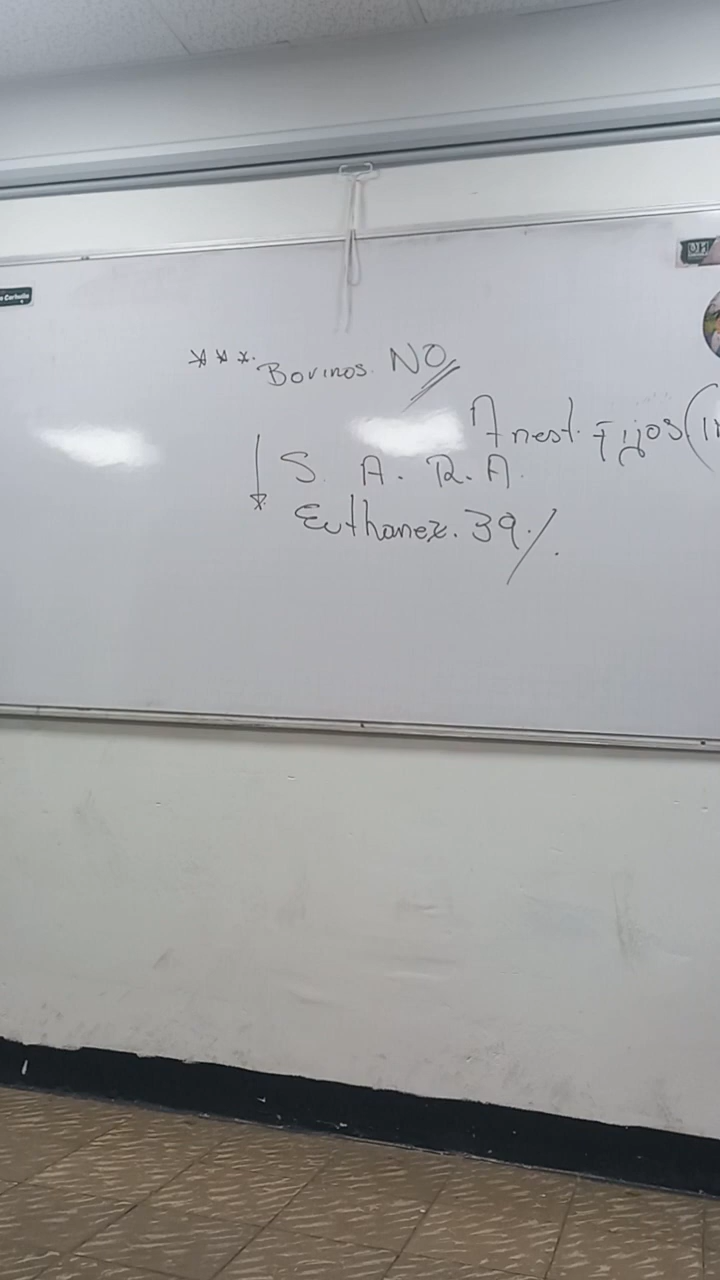 *** Bovinos. NO
Anest. Fijos (I
↓ S. A. R. A.
Euthanex. 39%.